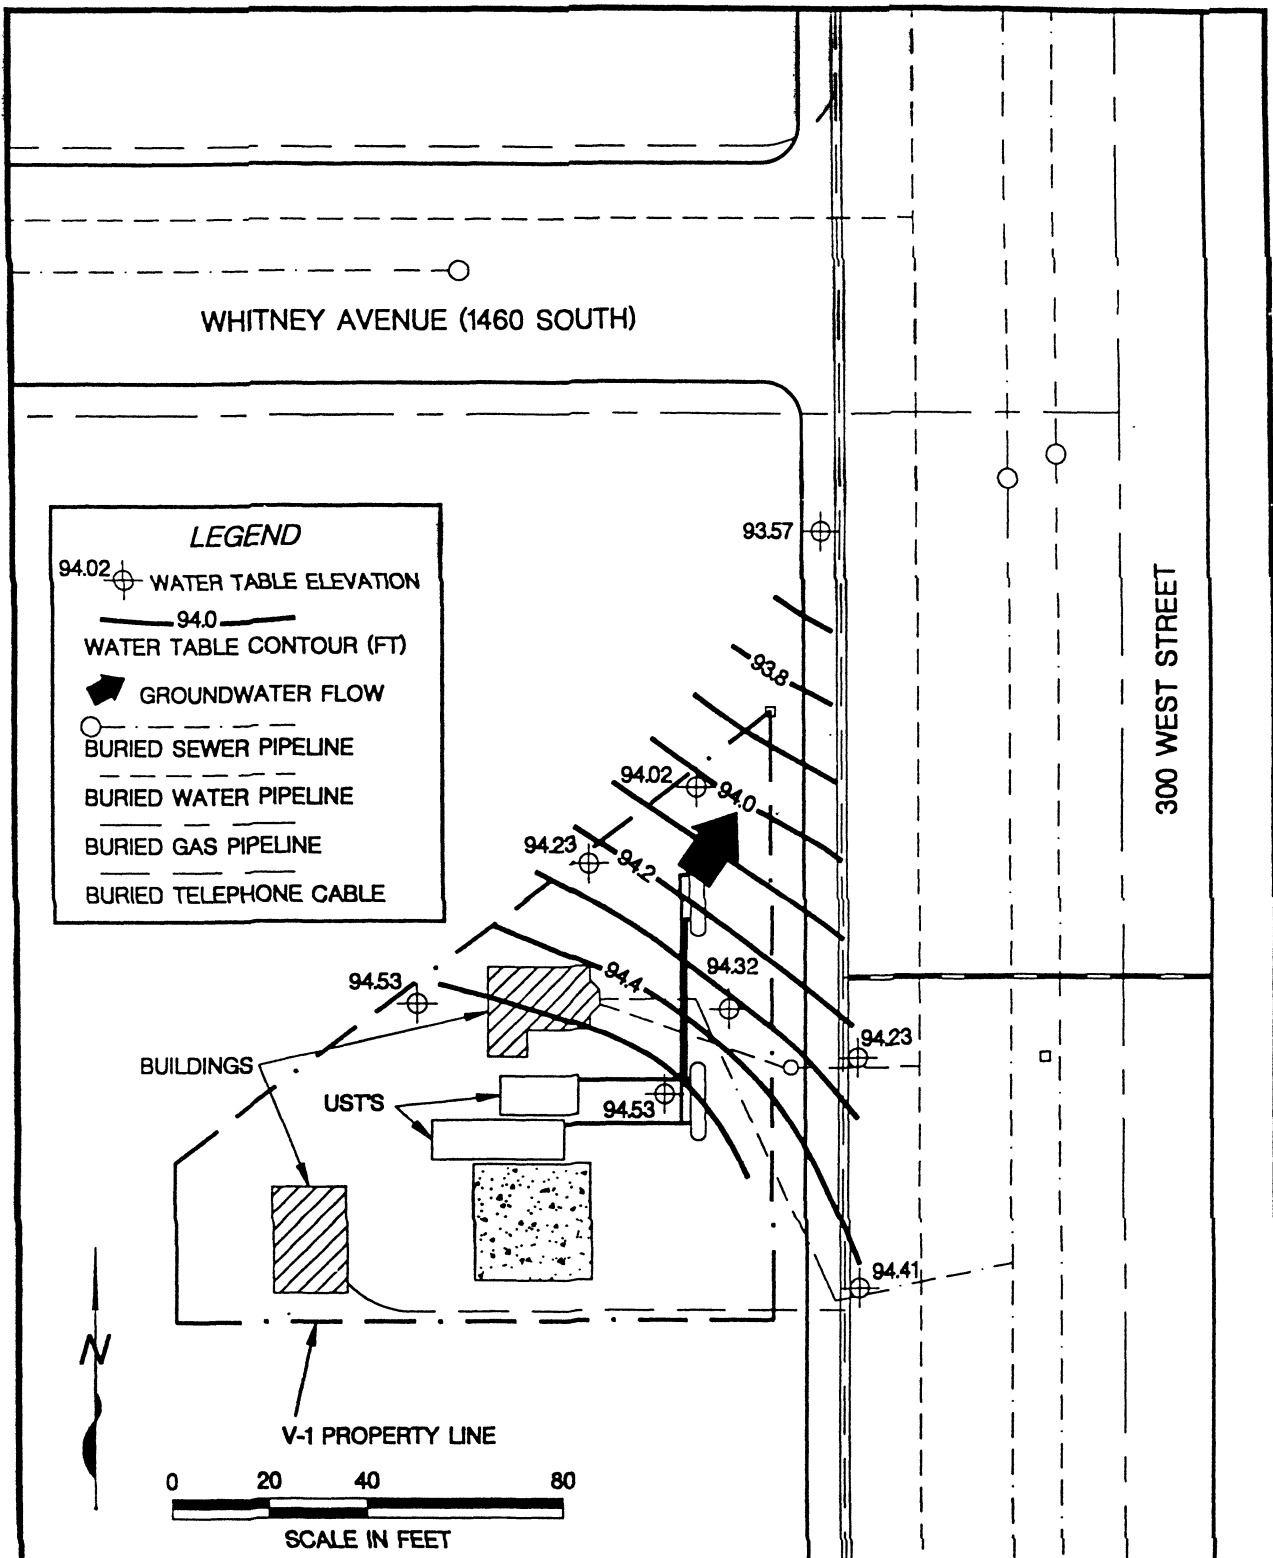 WHITNEY AVENUE (1460 SOUTH)
LEGEND
94.02
WATER TABLE ELEVATION
94.0
WATER TABLE CONTOUR (FT)
GROUNDWATER FLOW
BURIED SEWER PIPELINE
BURIED WATER PIPELINE
BURIED GAS PIPELINE
BURIED TELEPHONE CABLE
93.57
300 WEST STREET
93.8
94.02
94.0
94.23
94.2
94.32
94.4
94.53
94.23
BUILDINGS
UST'S
94.53
94.41
N
V-1 PROPERTY LINE
0 20 40 80
SCALE IN FEET